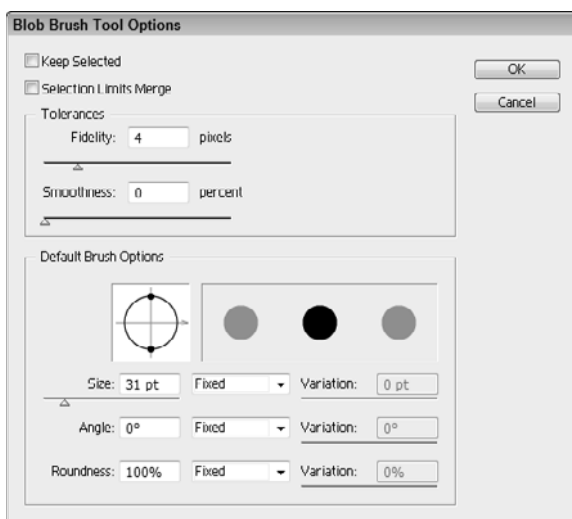 Blob Brush Tool Options
Keep Selected
OK
Selection Limits Merge
Cancel
Tolerances
Fidelity: 4 pixels
Smoothness: 0 percent
Default Brush Options
Size: 31 pt Fixed Variation: 0 pt
Angle: 0° Fixed Variation: 0°
Roundness: 100% Fixed Variation: 0%